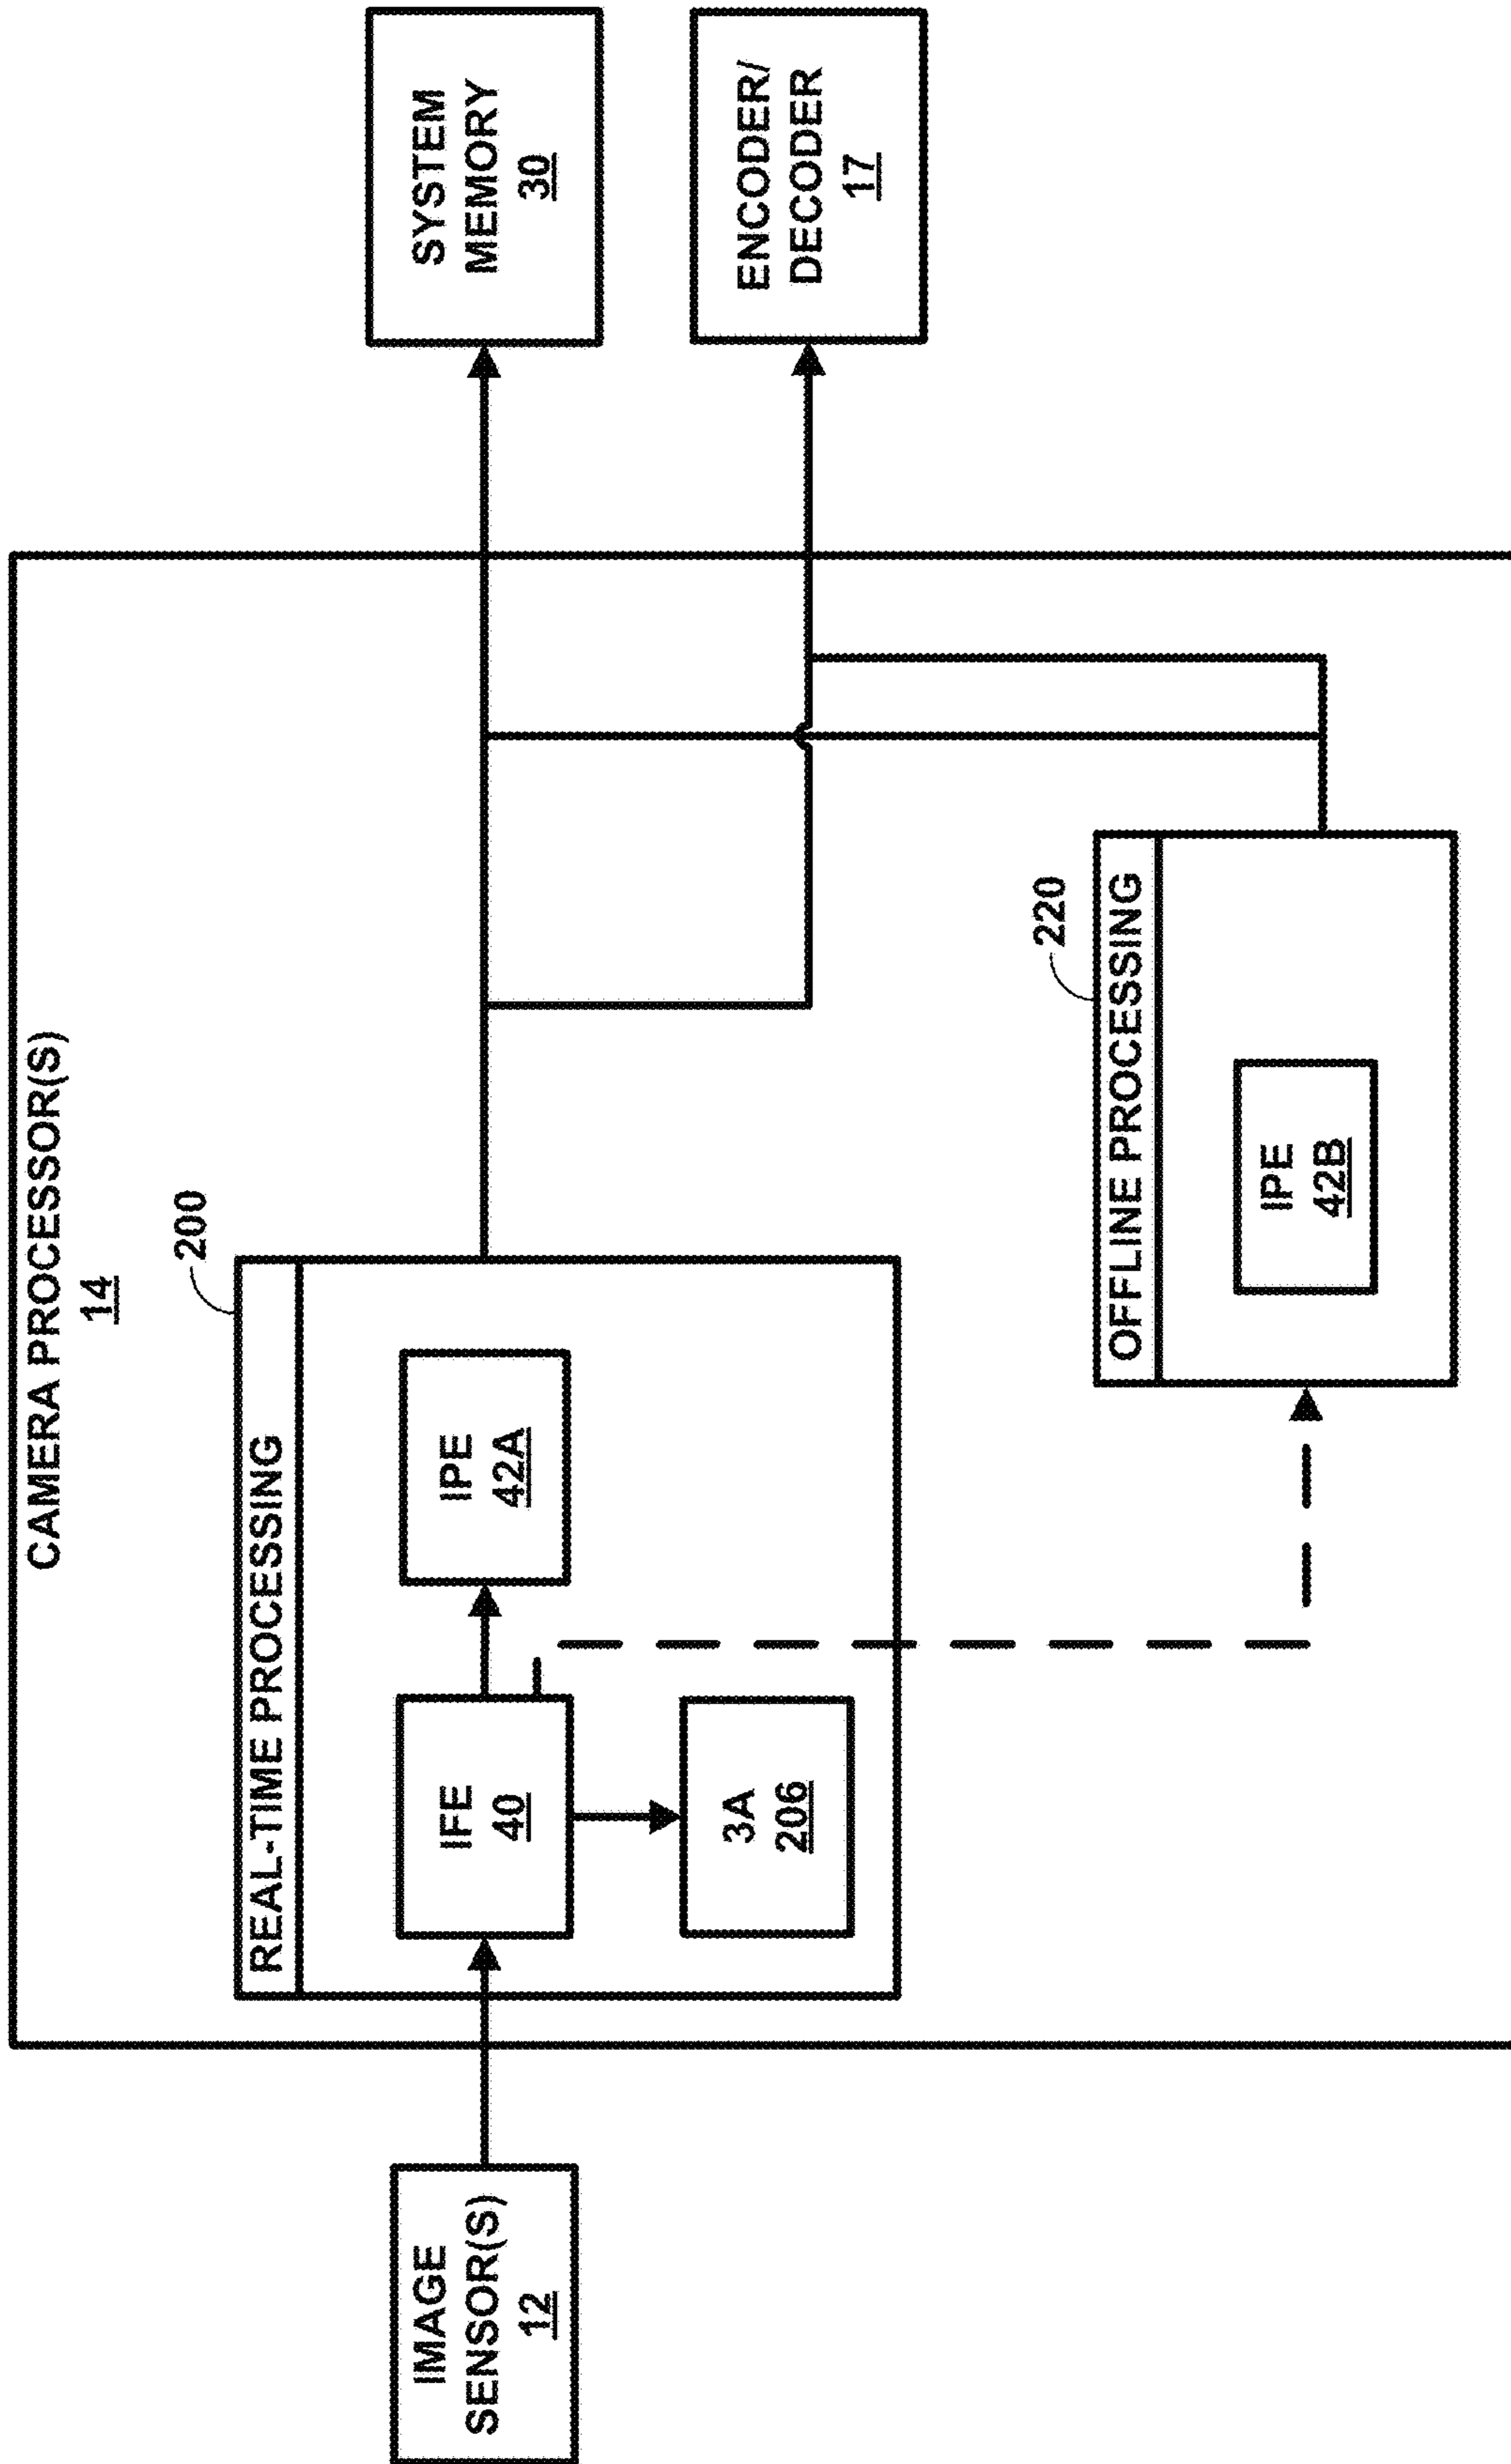 CAMERA PROCESSOR(S)
14
200
REAL-TIME PROCESSING
IMAGE
SENSOR(S)
12
IFE
40
IPE
42A
3A
206
220
OFFLINE PROCESSING
IPE
42B
SYSTEM
MEMORY
30
ENCODER/
DECODER
17